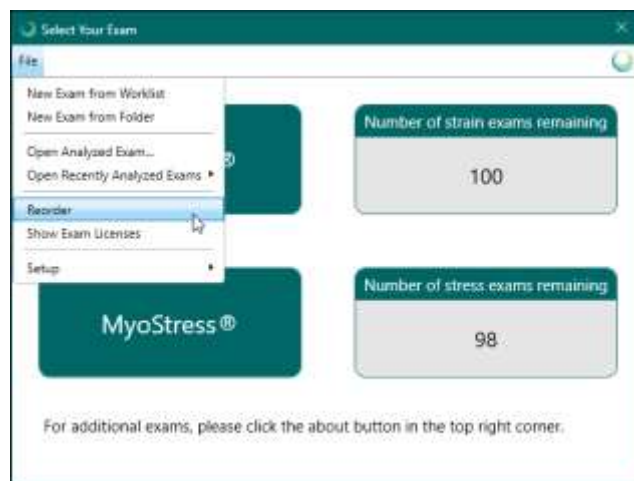 Select Your Exam
File
New Exam from Worklist
New Exam from Folder
Open Analyzed Exam...
Open Recently Analyzed Exams
Reorder
Show Exam Licenses
Setup
®
Number of strain exams remaining
100
MyoStress®
Number of stress exams remaining
98
For additional exams, please click the about button in the top right corner.